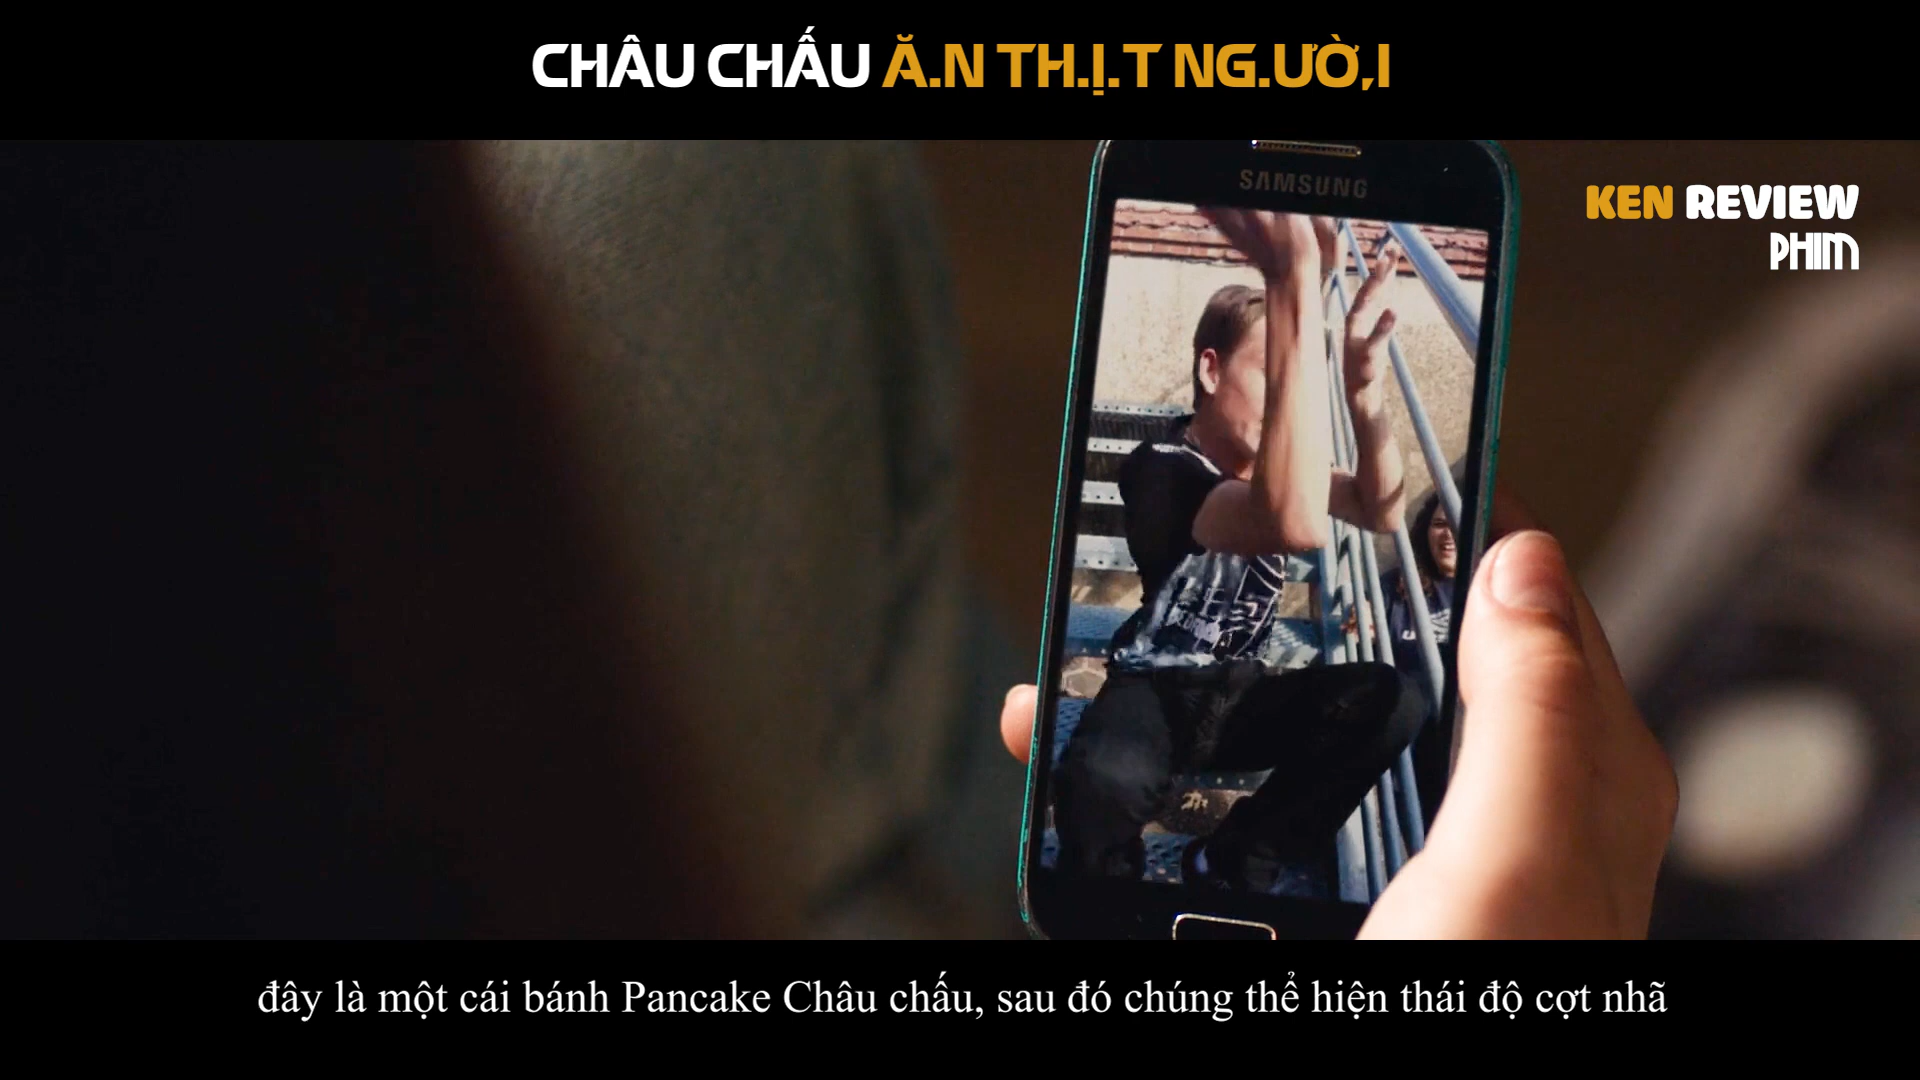 CHÂU CHẤU Ă.N TH.Ị.T NG.ƯỜ,I
SAMSUNG
KEN REVIEW
PHIM
đây là một cái bánh Pancake Châu chấu, sau đó chúng thể hiện thái độ cợt nhã